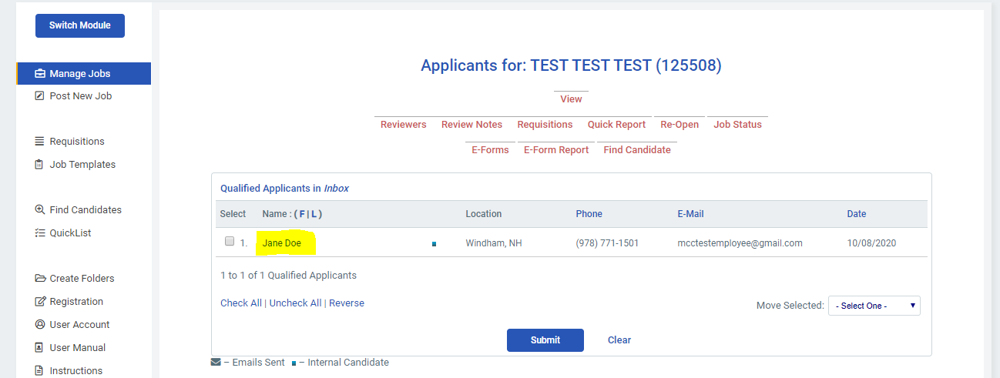 Switch Module
Manage Jobs
Post New Job
Requisitions
Job Templates
Find Candidates
QuickList
Create Folders
Registration
User Account
User Manual
Instructions
Applicants for: TEST TEST TEST (125508)
View
Reviewers Review Notes Requisitions Quick Report Re-Open Job Status
E-Forms E-Form Report Find Candidate
Qualified Applicants in Inbox
Select Name : ( F | L ) Location Phone E-Mail Date
1. Jane Doe Windham, NH (978) 771-1501 mcctestemployee@gmail.com 10/08/2020
1 to 1 of 1 Qualified Applicants
Check All | Uncheck All | Reverse Move Selected: - Select One -
Submit Clear
– Emails Sent – Internal Candidate